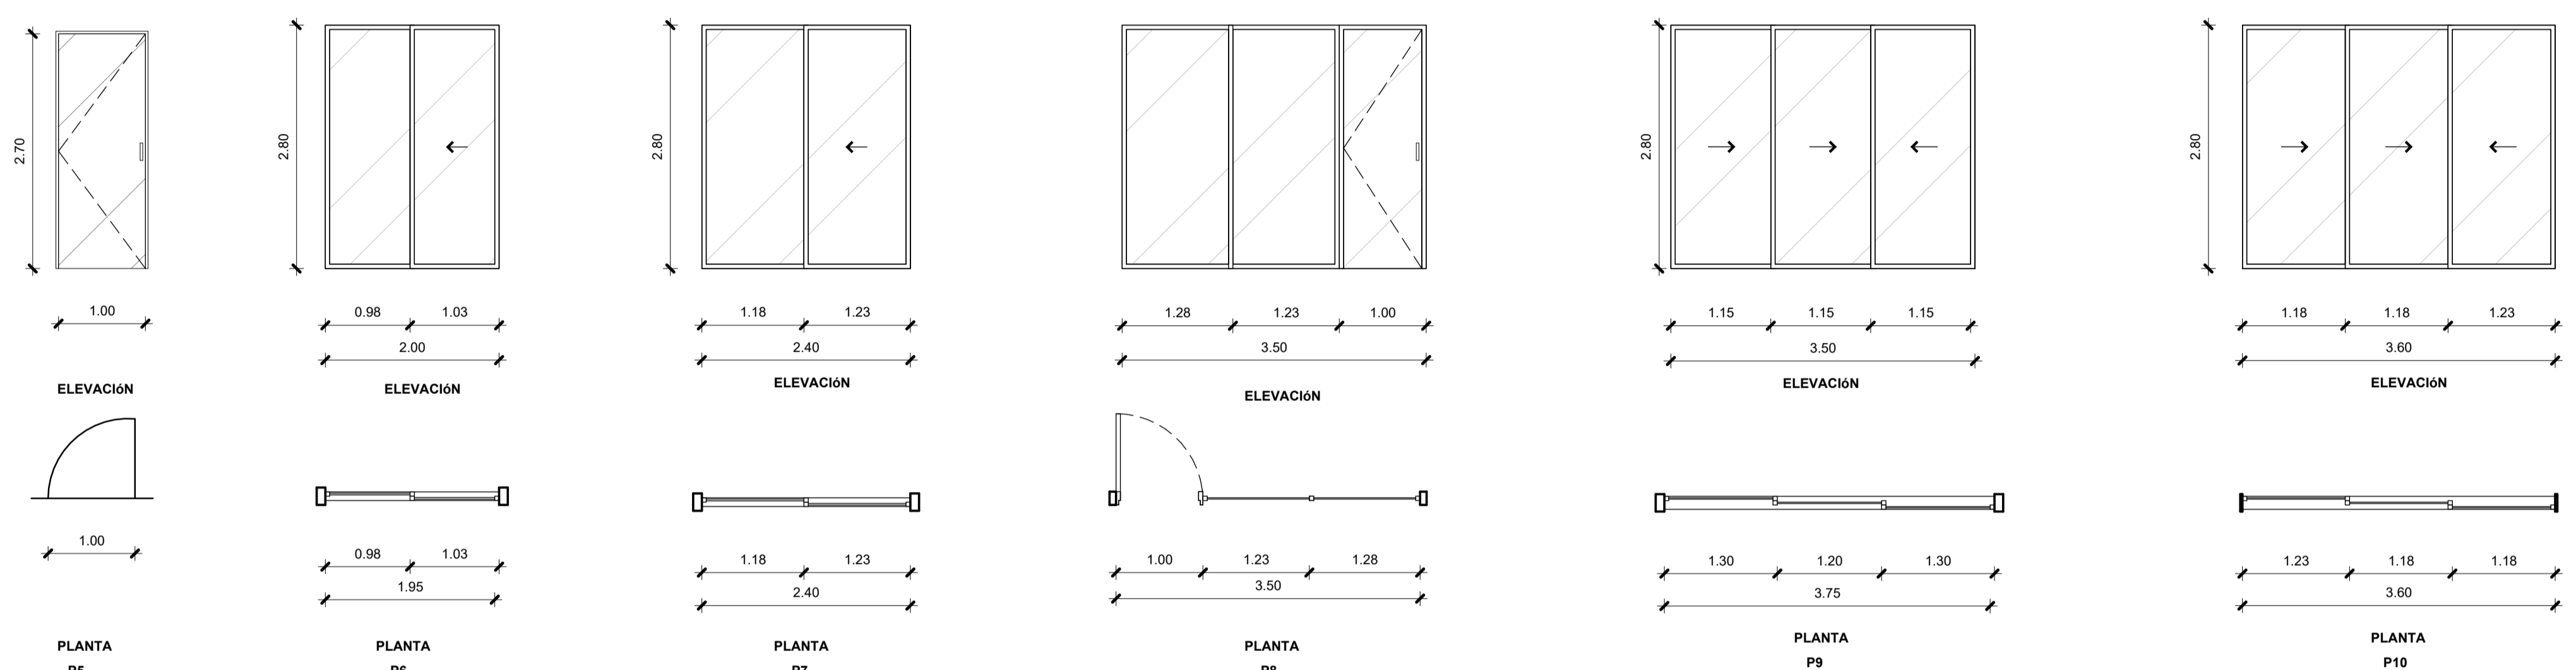 2.70
1.00
ELEVACIóN
1.00
PLANTA
P5
2.80
0.98 1.03
2.00
ELEVACIóN
0.98 1.03
1.95
PLANTA
P6
2.80
1.18 1.23
2.40
ELEVACIóN
1.18 1.23
2.40
PLANTA
P7
1.28 1.23 1.00
3.50
ELEVACIóN
1.00 1.23 1.28
3.50
PLANTA
P8
2.80
1.15 1.15 1.15
3.50
ELEVACIóN
1.30 1.20 1.30
3.75
PLANTA
P9
2.80
1.18 1.18 1.23
3.60
ELEVACIóN
1.23 1.18 1.18
3.60
PLANTA
P10